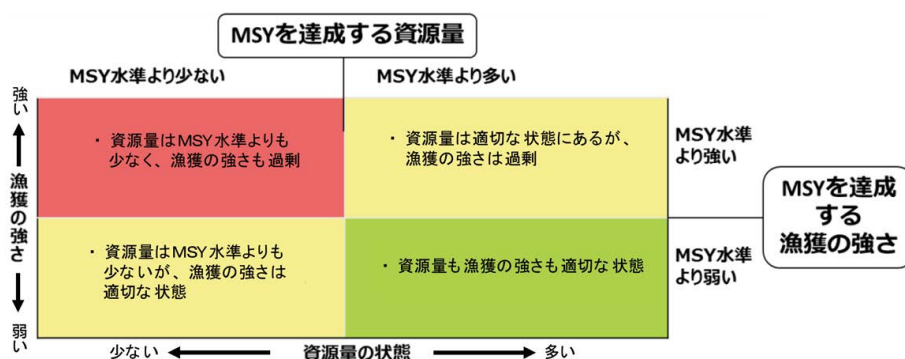 MSYを達成する資源量
MSY水準より少ない
MSY水準より多い
強い
漁獲の強さ
弱い
・ 資源量はMSY水準よりも
少なく、漁獲の強さも過剰
・ 資源量は適切な状態にあるが、
漁獲の強さは過剰
MSY水準
より強い
・ 資源量はMSY水準よりも
少ないが、漁獲の強さは
適切な状態
・ 資源量も漁獲の強さも適切な状態
MSY水準
より弱い
MSYを達成
する
漁獲の強さ
少ない
資源量の状態
多い